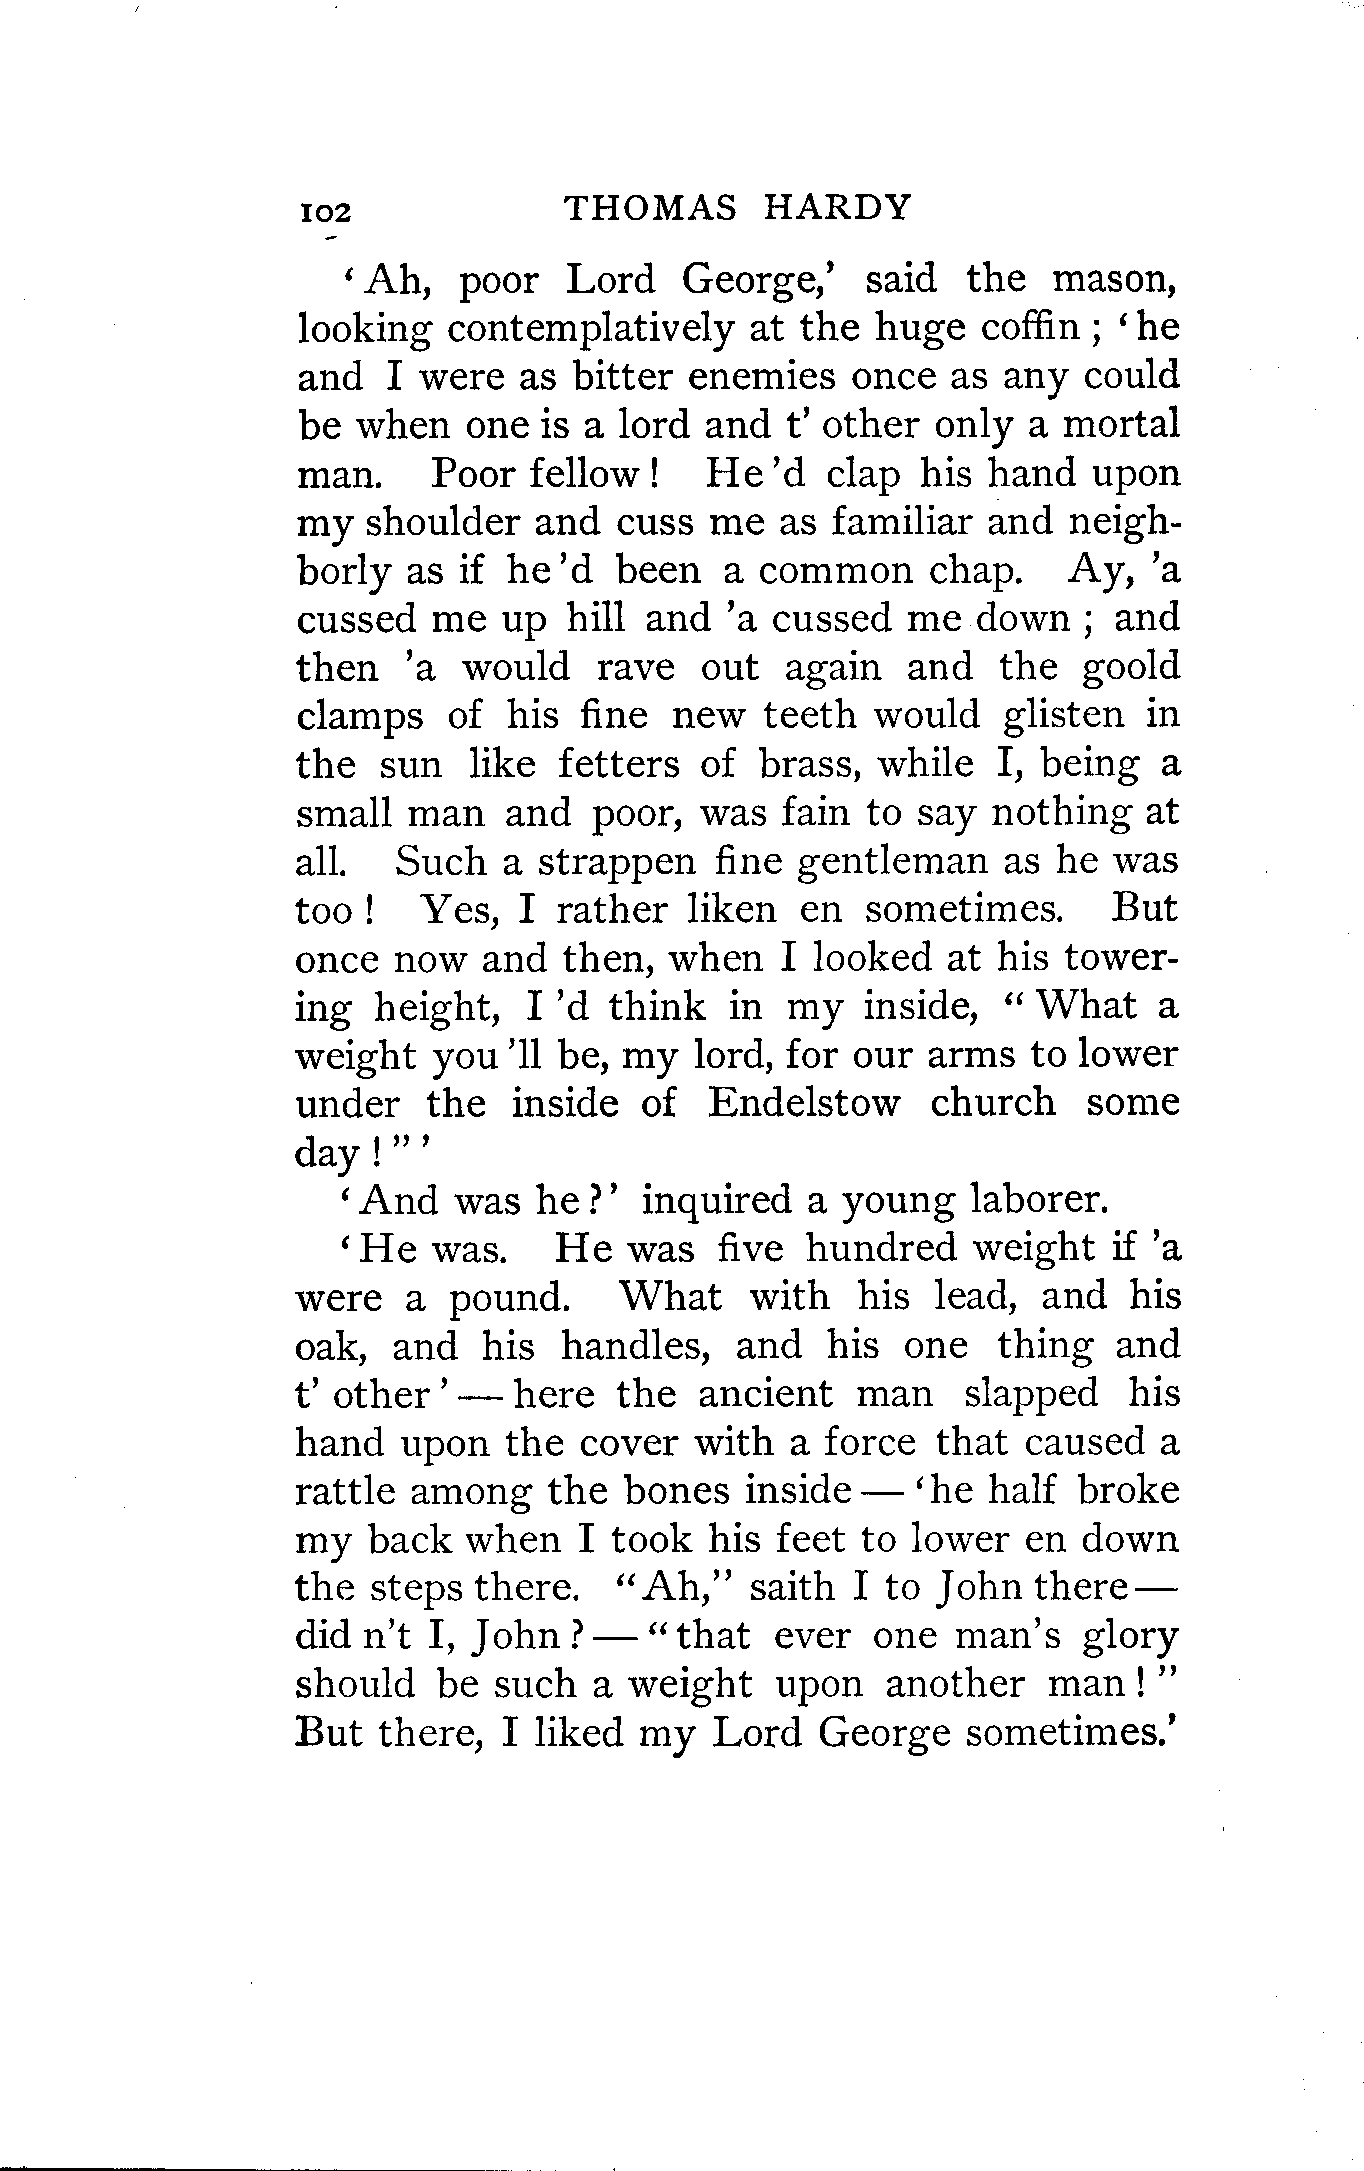 102 THOMAS HARDY
‘Ah, poor Lord George,’ said the mason,
looking contemplatively at the huge coffin; ‘he
and I were as bitter enemies once as any could
be when one is a lord and t’ other only a mortal
man. Poor fellow! He ’d clap his hand upon
my shoulder and cuss me as familiar and neigh-
borly as if he ’d been a common chap. Ay, ’a
cussed me up hill and ’a cussed me down; and
then ’a would rave out again and the goold
clamps of his fine new teeth would glisten in
the sun like fetters of brass, while I, being a
small man and poor, was fain to say nothing at
all. Such a strappen fine gentleman as he was
too! Yes, I rather liken en sometimes. But
once now and then, when I looked at his tower-
ing height, I ’d think in my inside, “What a
weight you ’ll be, my lord, for our arms to lower
under the inside of Endelstow church some
day!” ’
‘And was he?’ inquired a young laborer.
‘He was. He was five hundred weight if ’a
were a pound. What with his lead, and his
oak, and his handles, and his one thing and
t’ other’ — here the ancient man slapped his
hand upon the cover with a force that caused a
rattle among the bones inside — ‘he half broke
my back when I took his feet to lower en down
the steps there. “Ah,” saith I to John there —
did n’t I, John? — “that ever one man’s glory
should be such a weight upon another man!”
But there, I liked my Lord George sometimes.’